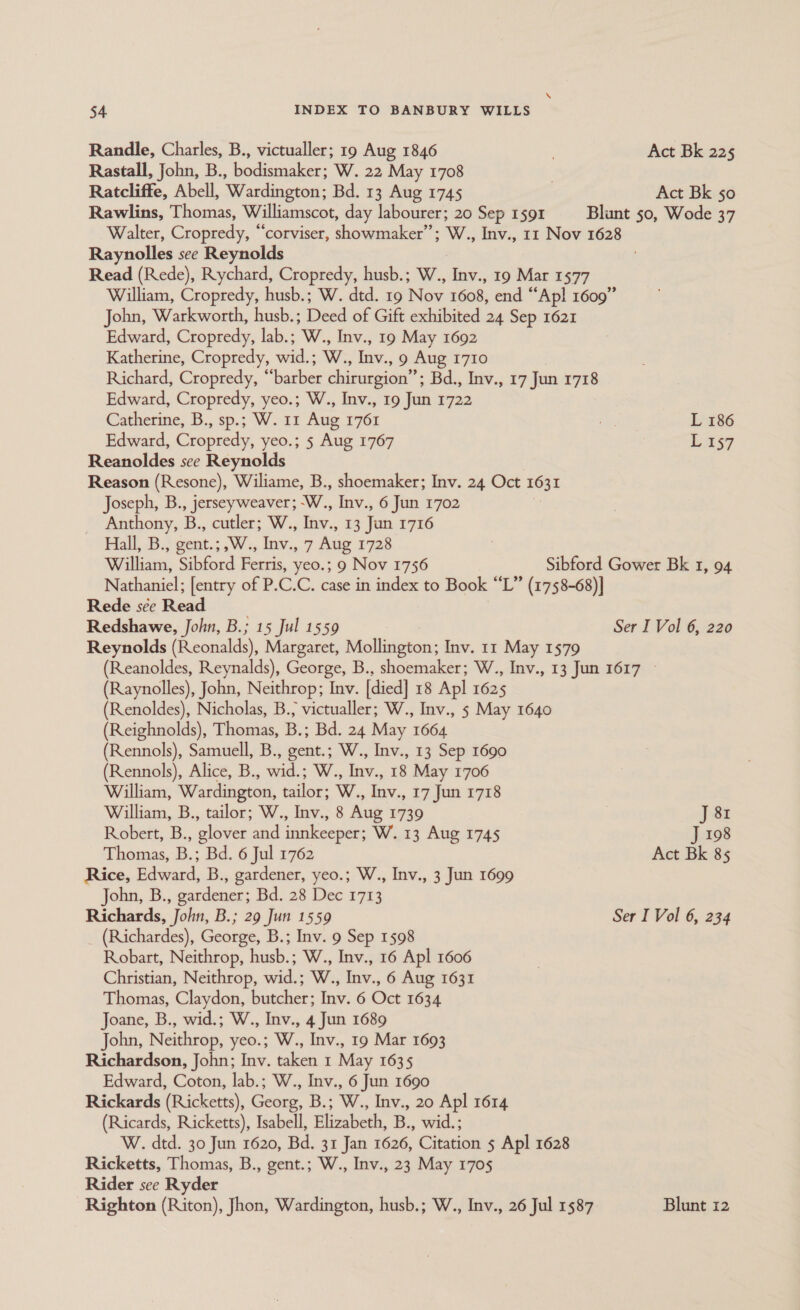 54 INDEX TO BANBURY WILLS
Randle, Charles, B., victualler; 19 Aug 1846 Act Bk 225
Rastall, John, B., bodismaker; W. 22 May 1708
Ratcliffe, Abell, Wardington; Bd. 13 Aug 1745 Act Bk 50
Rawlins, Thomas, Williamscot, day labourer; 20 Sep 1591 Blunt 50, Wode 37
Walter, Cropredy, “corviser, showmaker”; W., Inv., 11 Nov 1628
Raynolles see Reynolds
Read (Rede), Rychard, Cropredy, husb.; W., Inv., 19 Mar 1577
William, Cropredy, husb.; W. dtd. 19 Nov 1608, end “Apl 1609”
John, Warkworth, husb.; Deed of Gift exhibited 24 Sep 1621
Edward, Cropredy, lab.; W., Inv., 19 May 1692
Katherine, Cropredy, wid.; W., Inv., 9 Aug 1710
Richard, Cropredy, “barber chirurgion”; Bd., Inv., 17 Jun 1718
Edward, Cropredy, yeo.; W., Inv., 19 Jun 1722
Catherine, B., sp.; W. 11 Aug 1761 L 186
Edward, Cropredy, yeo.; 5 Aug 1767 L 157
Reanoldes see Reynolds
Reason (Resone), Wiliame, B., shoemaker; Inv. 24 Oct 1631
Joseph, B., jerseyweaver; W., Inv., 6 Jun 1702
Anthony, B., cutler; W., Inv., 13 Jun 1716
Hall, B., gent.; W., Inv., 7 Aug 1728
William, Sibford Ferris, yeo.; 9 Nov 1756 Sibford Gower Bk 1, 94
Nathaniel; [entry of P.C.C. case in index to Book “L” (1758-68)]
Rede see Read
Redshawe, John, B.; 15 Jul 1559 Ser I Vol 6, 220
Reynolds (Reonalds), Margaret, Mollington; Inv. 11 May 1579
(Reanoldes, Reynalds), George, B., shoemaker; W., Inv., 13 Jun 1617
(Raynolles), John, Neithrop; Inv. [died] 18 Apl 1625
(Renoldes), Nicholas, B., victualler; W., Inv., 5 May 1640
(Reighnolds), Thomas, B.; Bd. 24 May 1664
(Rennols), Samuell, B., gent.; W., Inv., 13 Sep 1690
(Rennols), Alice, B., wid.; W., Inv., 18 May 1706
William, Wardington, tailor; W., Inv., 17 Jun 1718
William, B., tailor; W., Inv., 8 Aug 1739 J 81
Robert, B., glover and innkeeper; W. 13 Aug 1745 J 198
Thomas, B.; Bd. 6 Jul 1762 Act Bk 85
Rice, Edward, B., gardener, yeo.; W., Inv., 3 Jun 1699
John, B., gardener; Bd. 28 Dec 1713
Richards, John, B.; 29 Jun 1559 Ser I Vol 6, 234
(Richardes), George, B.; Inv. 9 Sep 1598
Robart, Neithrop, husb.; W., Inv., 16 Apl 1606
Christian, Neithrop, wid.; W., Inv., 6 Aug 1631
Thomas, Claydon, butcher; Inv. 6 Oct 1634
Joane, B., wid.; W., Inv., 4 Jun 1689
John, Neithrop, yeo.; W., Inv., 19 Mar 1693
Richardson, John; Inv. taken 1 May 1635
Edward, Coton, lab.; W., Inv., 6 Jun 1690
Rickards (Ricketts), Georg, B.; W., Inv., 20 Apl 1614
(Ricards, Ricketts), Isabell, Elizabeth, B., wid.;
W. dtd. 30 Jun 1620, Bd. 31 Jan 1626, Citation 5 Apl 1628
Ricketts, Thomas, B., gent.; W., Inv., 23 May 1705
Rider see Ryder
Righton (Riton), Jhon, Wardington, husb.; W., Inv., 26 Jul 1587 Blunt 12